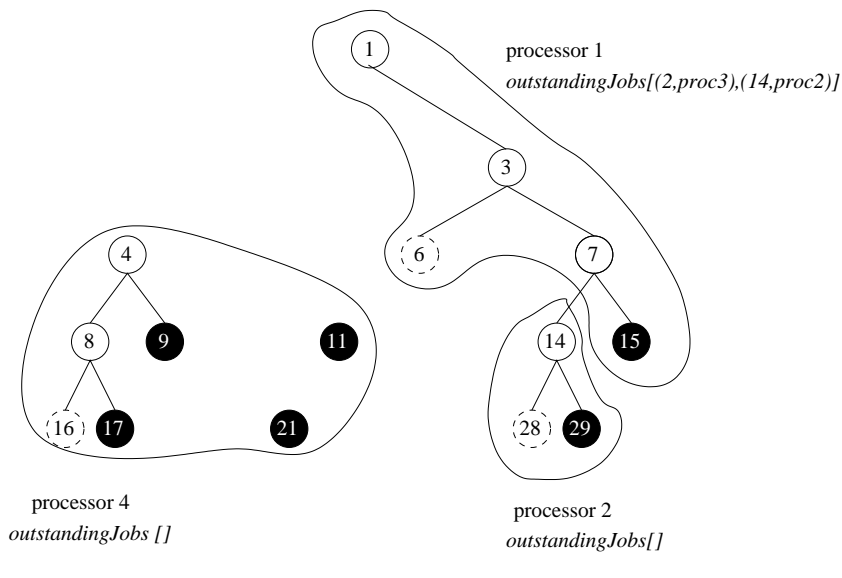 1
processor 1
outstandingJobs[(2,proc3),(14,proc2)]
3
4
6
7
8
9
11
14
15
16
17
21
28
29
processor 4
outstandingJobs []
processor 2
outstandingJobs[]